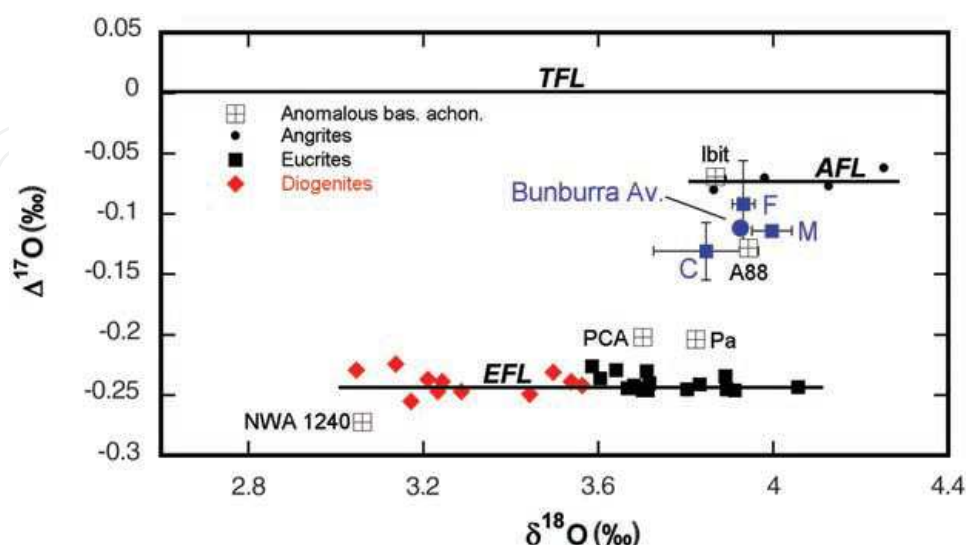 0.05
0
-0.05
-0.1
-0.15
-0.2
-0.25
-0.3
Δ¹⁷O (‰)
TFL
Anomalous bas. achon.
Angrites
Eucrites
Diogenites
Ibit
AFL
Bunburra Av.
F
M
C
A88
PCA
Pa
EFL
NWA 1240
2.8 3.2 3.6 4 4.4
δ¹⁸O (‰)